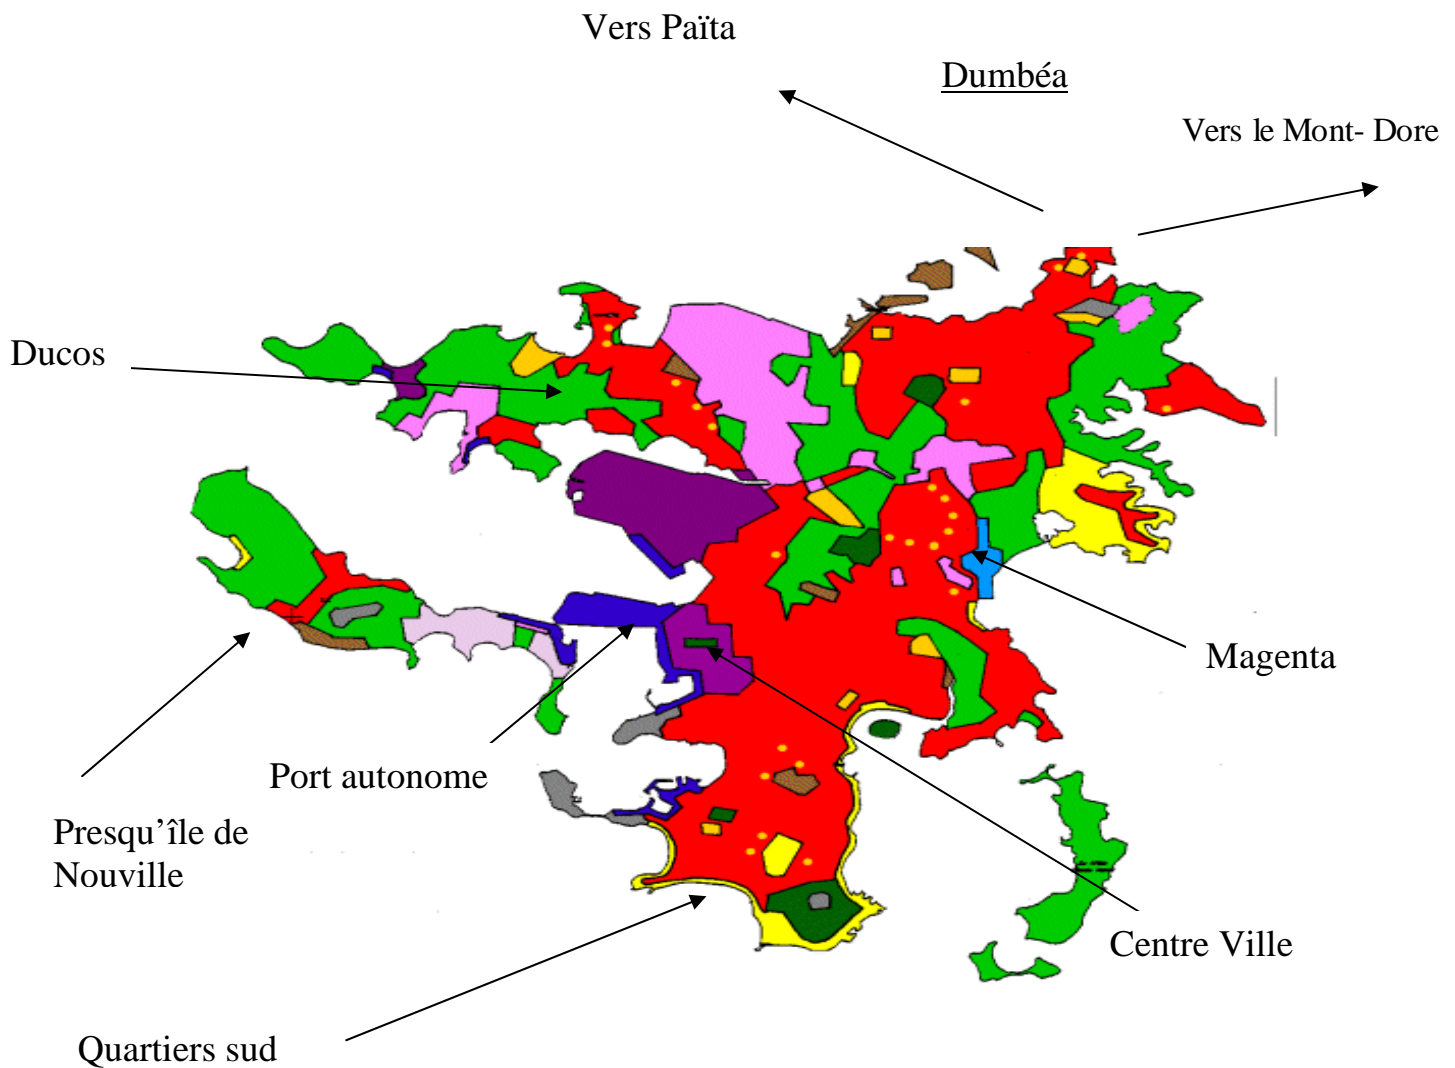 Vers Païta
Dumbéa
Vers le Mont- Dore
Ducos
Magenta
Port autonome
Presqu’île de
Nouville
Centre Ville
Quartiers sud